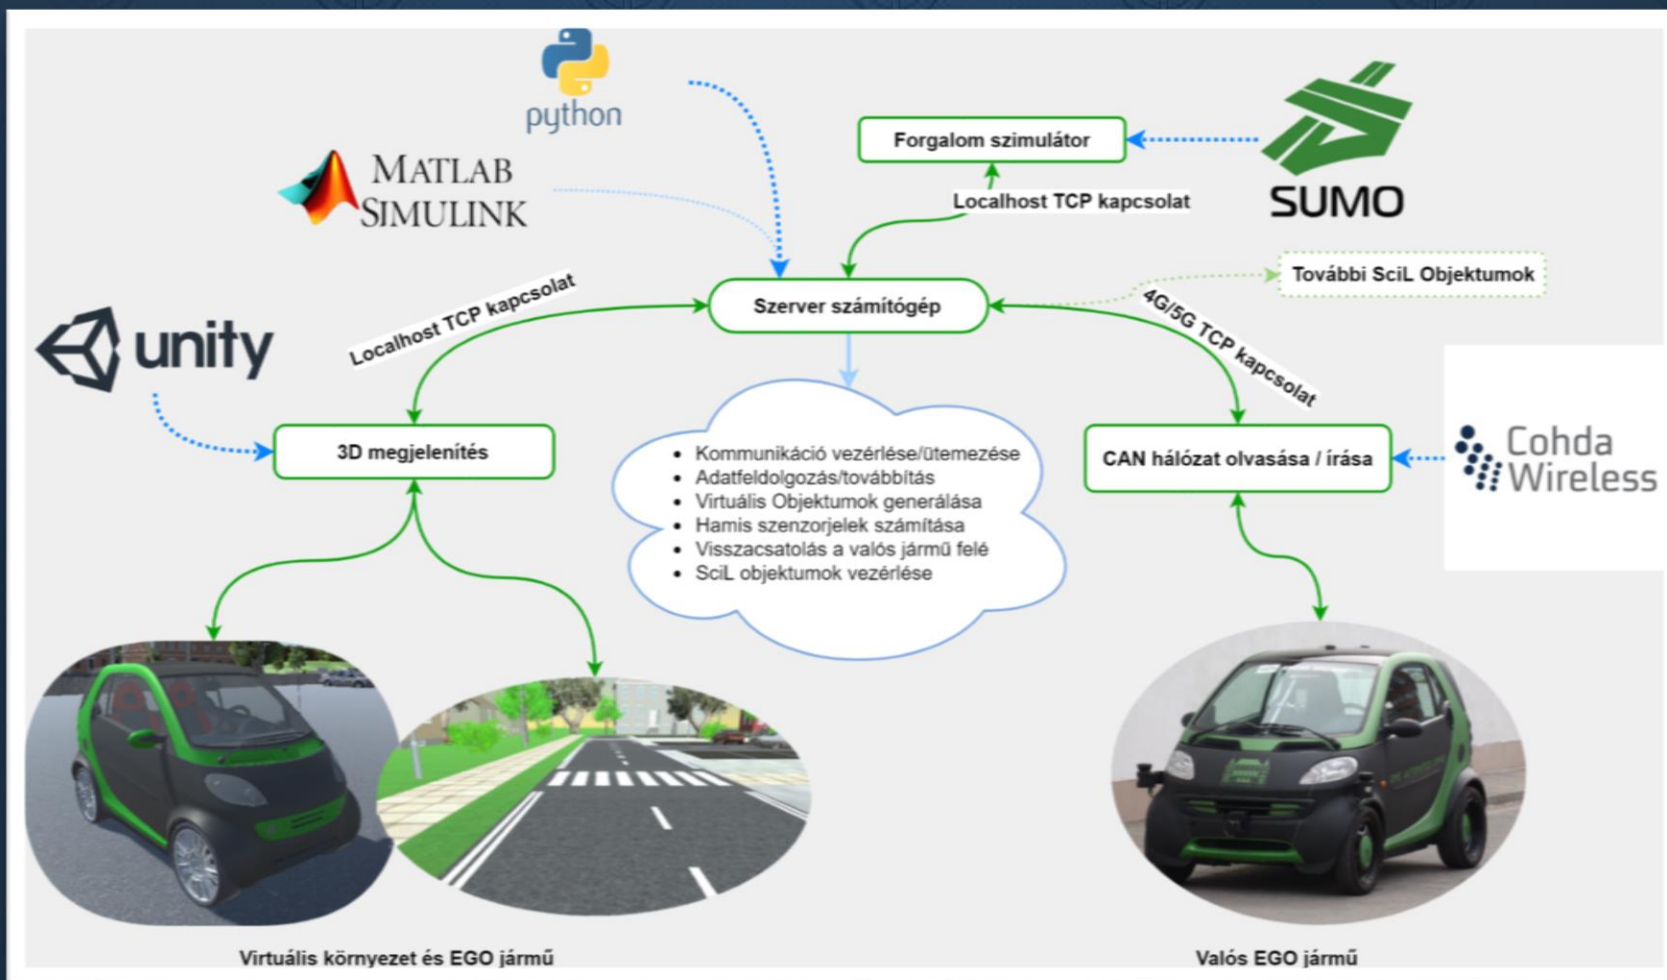 python
Forgalom szimulátor
MATLAB
SIMULINK
Localhost TCP kapcsolat
SUMO
További SciL Objektumok
Localhost TCP kapcsolat
Szerver számítógép
4G/5G TCP kapcsolat
unity
3D megjelenítés
• Kommunikáció vezérlése/ütemezése
• Adatfeldolgozás/továbbítás
• Virtuális Objektumok generálása
• Hamis szenzorjelek számítása
• Visszacsatolás a valós jármű felé
• SciL objektumok vezérlése
CAN hálózat olvasása / írása
Cohda
Wireless
Virtuális környezet és EGO jármű
Valós EGO jármű